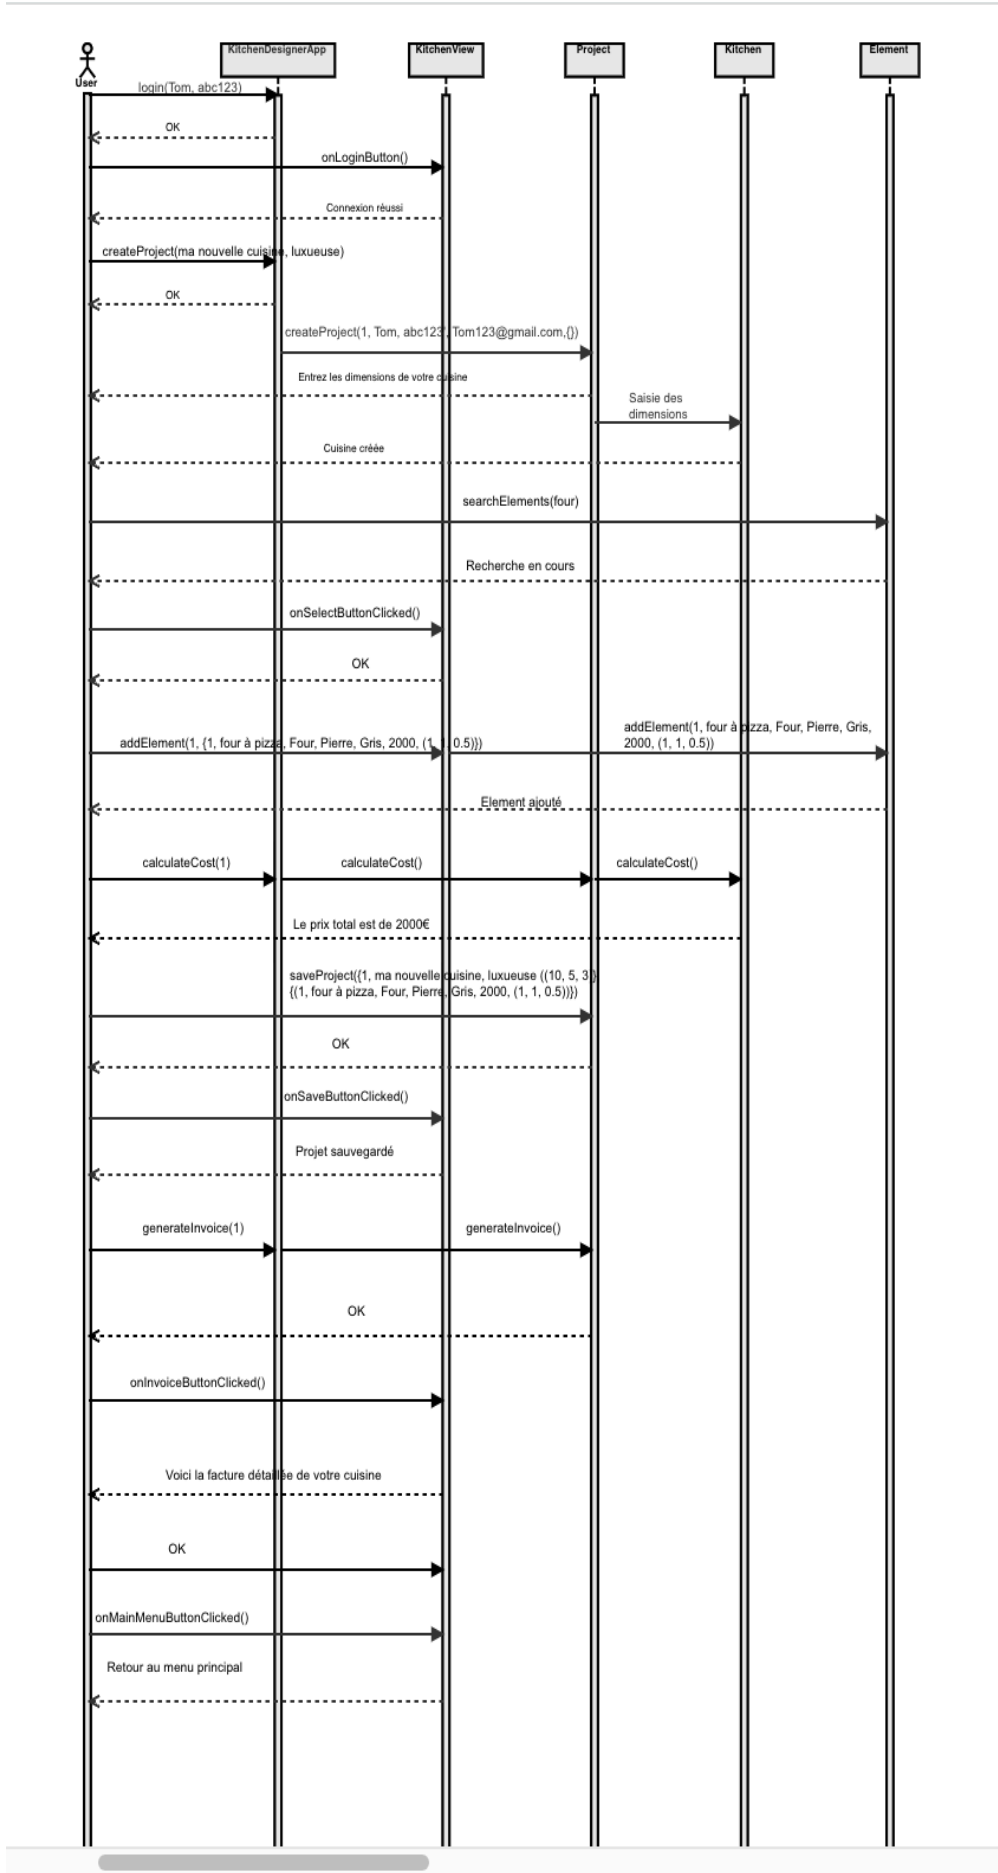 KitchenDesignerApp
KitchenView
Project
Kitchen
Element
User
login(Tom, abc123)
OK
onLoginButton()
Connexion réussi
createProject(ma nouvelle cuisine, luxueuse)
OK
createProject(1, Tom, abc123, Tom123@gmail.com,{})
Entrez les dimensions de votre cuisine
Saisie des
dimensions
Cuisine créée
searchElements(four)
Recherche en cours
onSelectButtonClicked()
OK
addElement(1, {1, four à pizza, Four, Pierre, Gris, 2000, (1, 1, 0.5)})
addElement(1, four à pizza, Four, Pierre, Gris,
2000, (1, 1, 0.5))
Element ajouté
calculateCost(1)
calculateCost()
calculateCost()
Le prix total est de 2000€
saveProject({1, ma nouvelle cuisine, luxueuse ((10, 5, 3)
{(1, four à pizza, Four, Pierre, Gris, 2000, (1, 1, 0.5))})
OK
onSaveButtonClicked()
Projet sauvegardé
generateInvoice(1)
generateInvoice()
OK
onInvoiceButtonClicked()
Voici la facture détaillée de votre cuisine
OK
onMainMenuButtonClicked()
Retour au menu principal